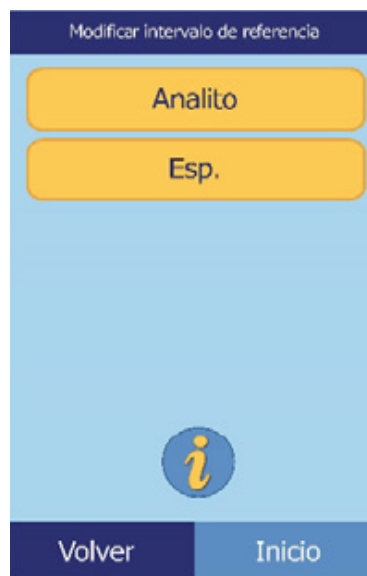 Modificar intervalo de referencia
Analito
Esp.
i
Volver Inicio